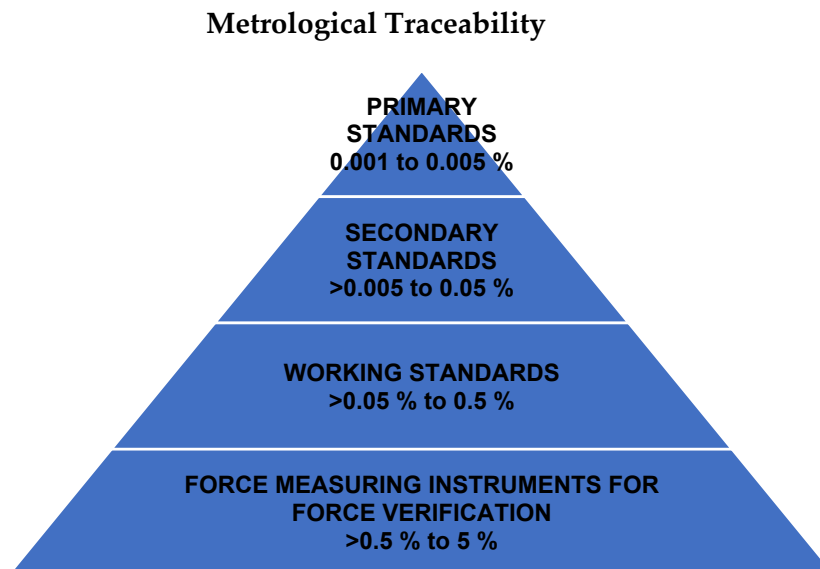 Metrological Traceability
PRIMARY
STANDARDS
0.001 to 0.005 %
SECONDARY
STANDARDS
>0.005 to 0.05 %
WORKING STANDARDS
>0.05 % to 0.5 %
FORCE MEASURING INSTRUMENTS FOR
FORCE VERIFICATION
>0.5 % to 5 %